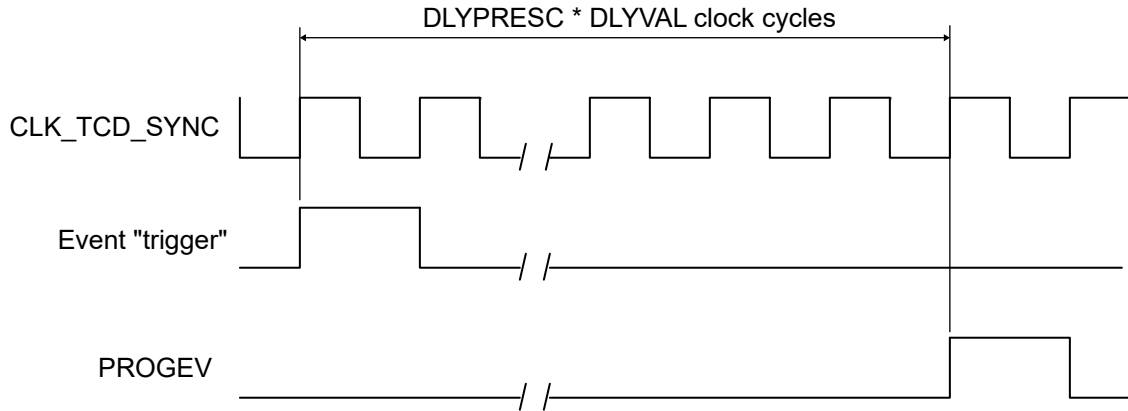 DLYPRESC * DLYVAL clock cycles
CLK_TCD_SYNC
Event "trigger"
PROGEV